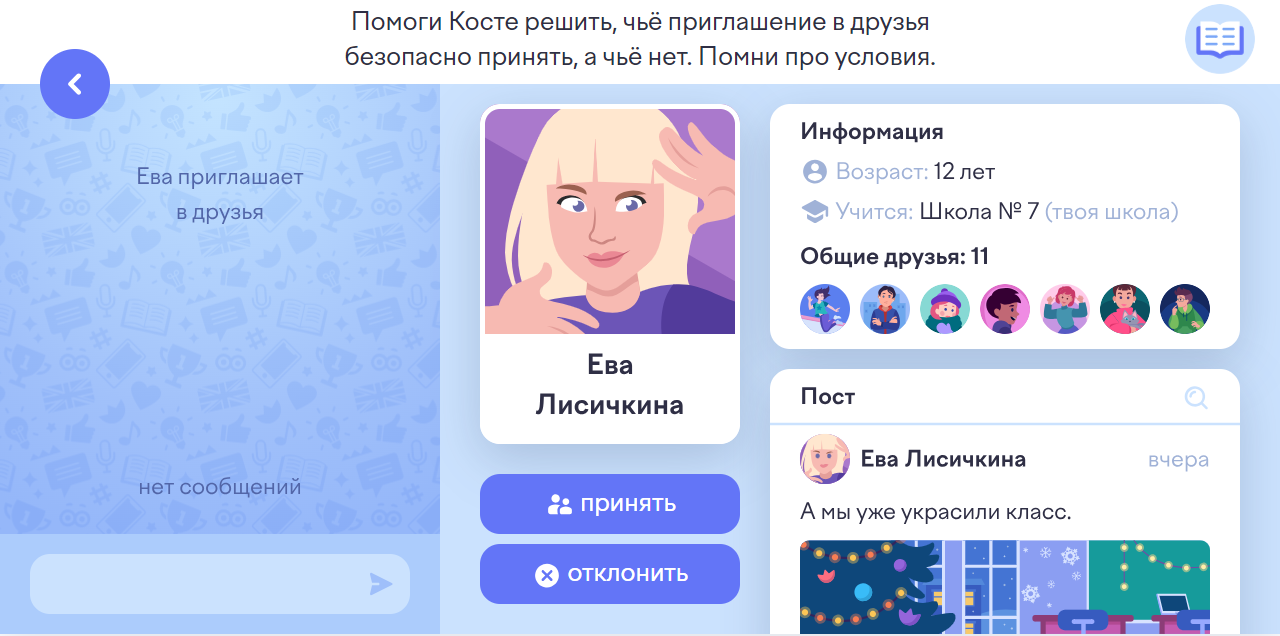 Помоги Косте решить, чьё приглашение в друзья
безопасно принять, а чьё нет. Помни про условия.
Ева приглашает
в друзья
нет сообщений
Ева
Лисичкина
принять
отклонить
Информация
Возраст: 12 лет
Учится: Школа № 7 (твоя школа)
Общие друзья: 11
Пост
Ева Лисичкина вчера
А мы уже украсили класс.